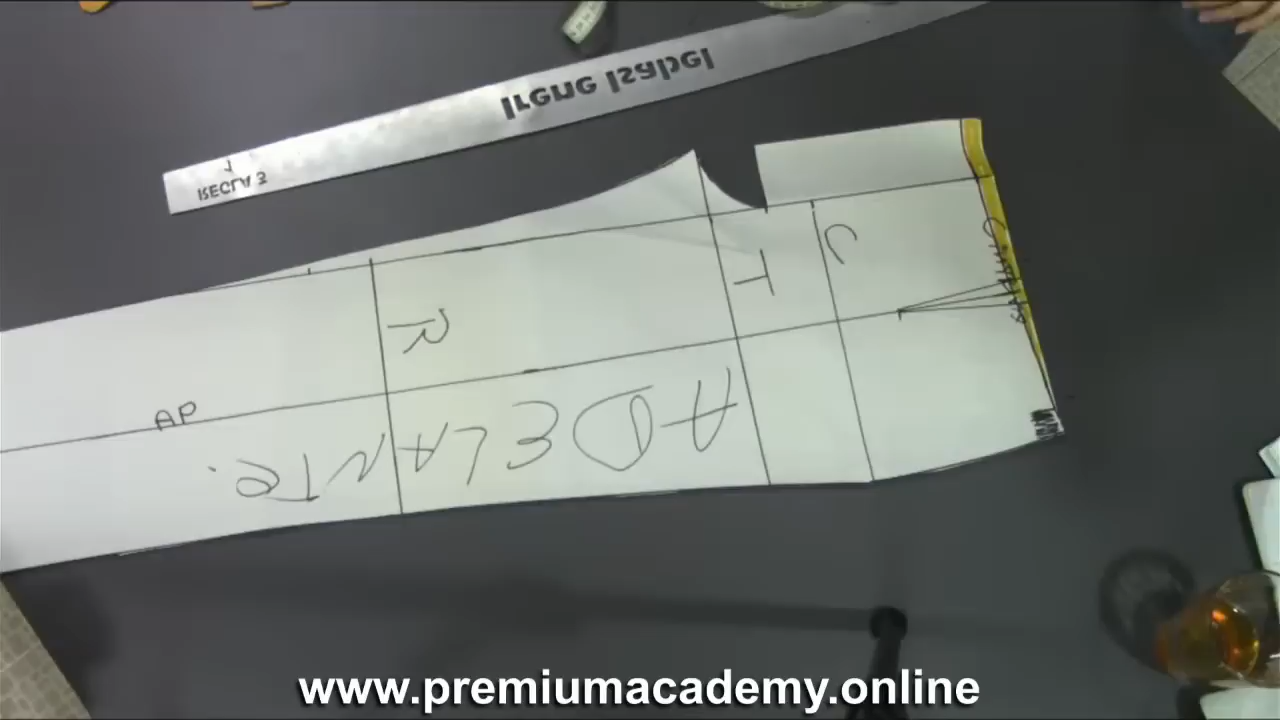 Irene Isabel
REGLA 3
C
T
R
AP
ADELANTE.
www.premiumacademy.online